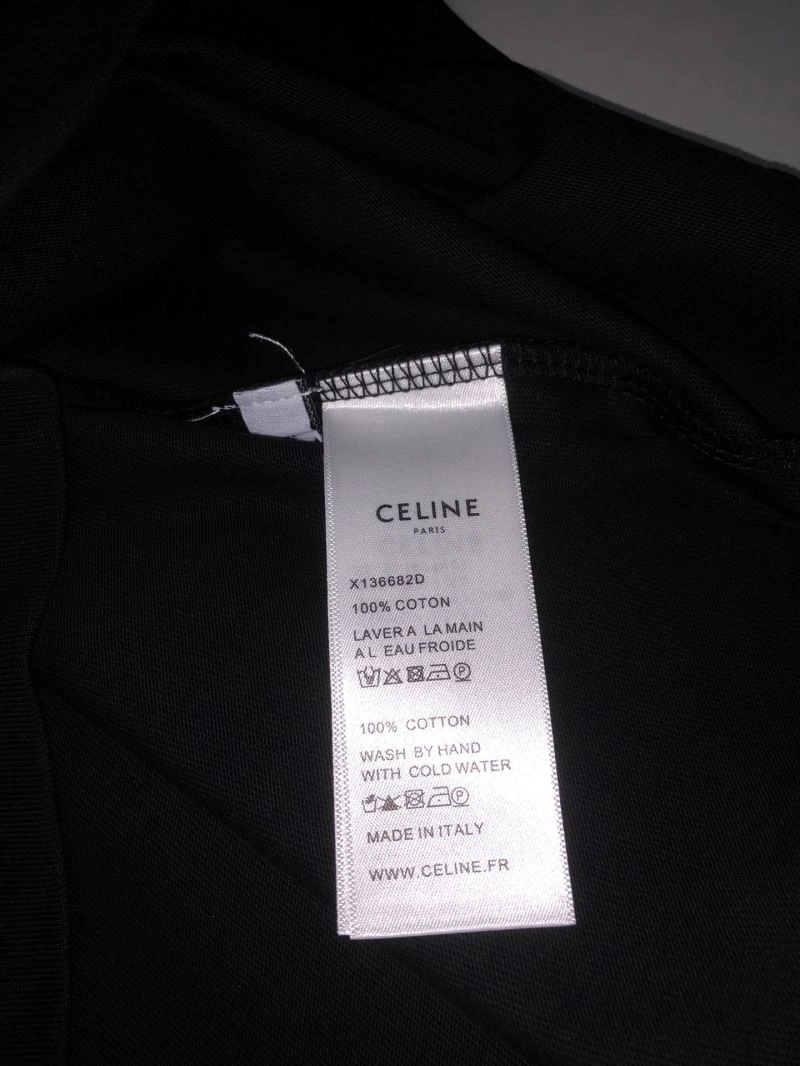 CELINE
PARIS
X136682D
100% COTON
LAVER A LA MAIN
A L EAU FROIDE
P
100% COTTON
WASH BY HAND
WITH COLD WATER
P
MADE IN ITALY
WWW.CELINE.FR